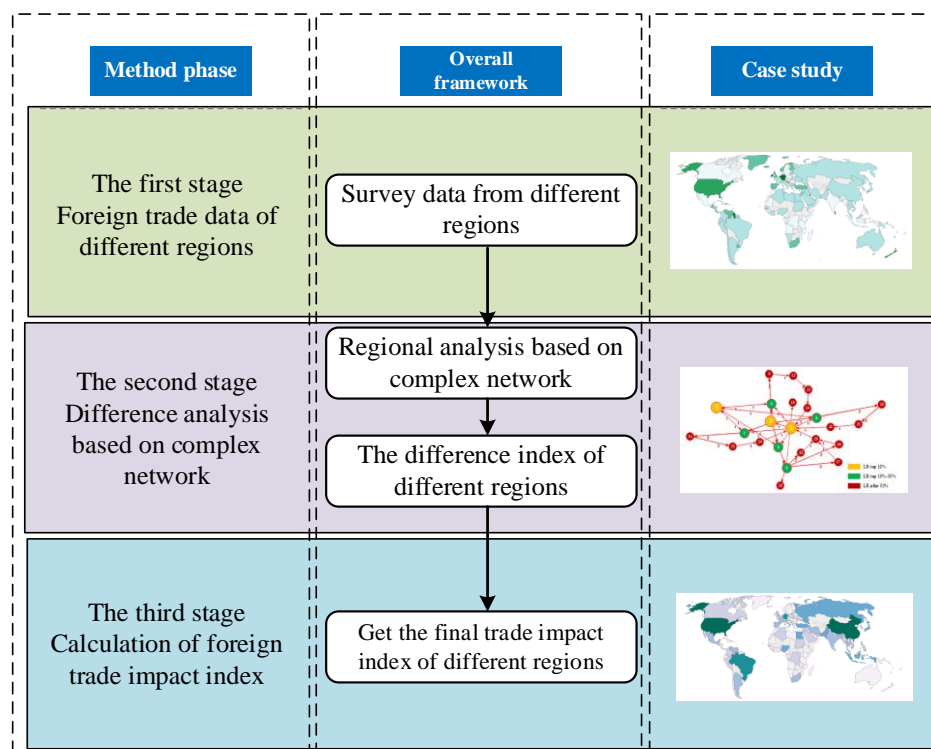 Method phase
Overall
framework
Case study
The first stage
Foreign trade data of
different regions
Survey data from different
regions
The second stage
Difference analysis
based on complex
network
Regional analysis based on
complex network
The difference index of
different regions
LR top 10%
The third stage
Calculation of foreign
trade impact index
Get the final trade impact
index of different regions